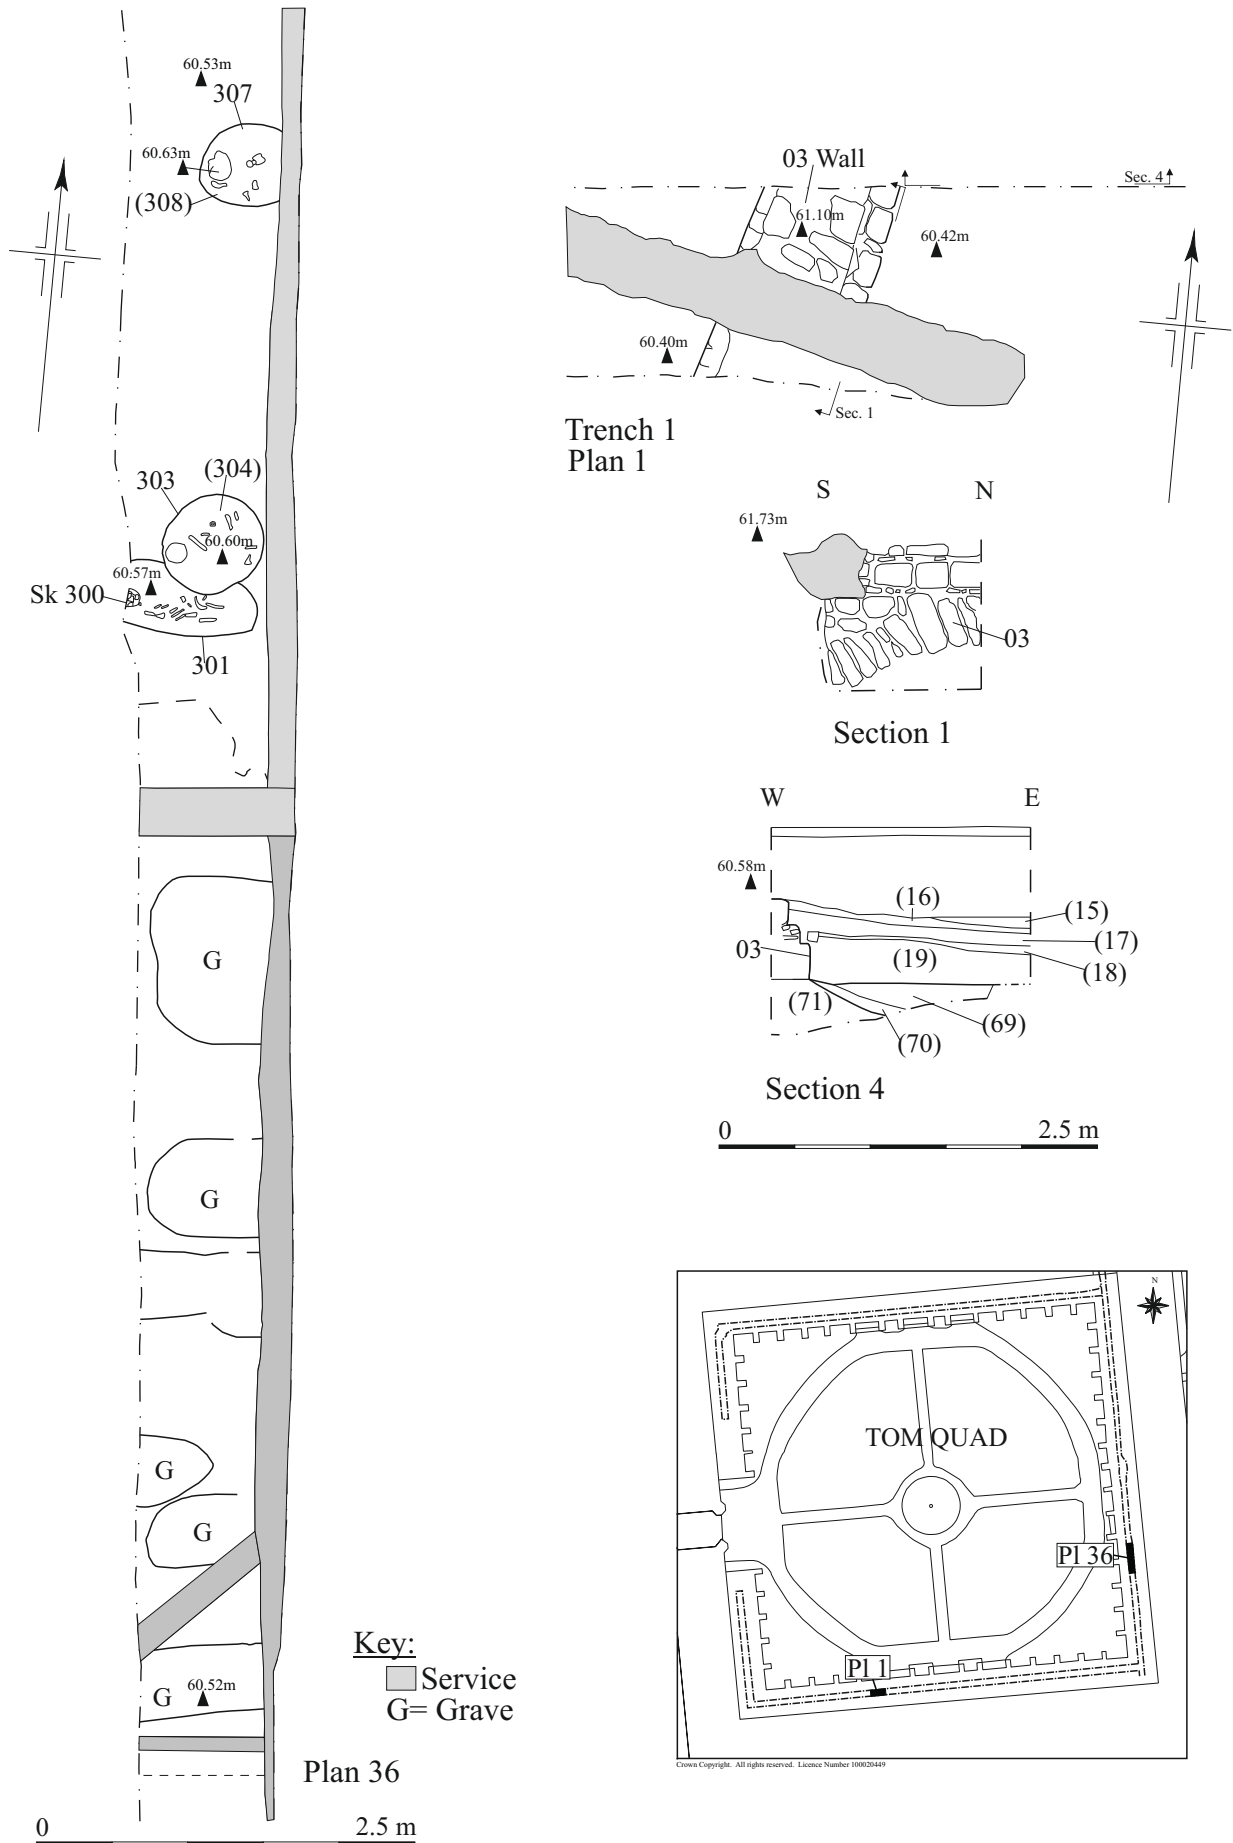 60.53m
307
60.63m
(308)
303
(304)
60.60m
60.57m
Sk 300
301
G
G
G
G
G
60.52m
Key:
Service
G= Grave
Plan 36
0 2.5 m
03 Wall
Sec. 4
61.10m
60.42m
60.40m
Sec. 1
Trench 1
Plan 1
S N
61.73m
03
Section 1
W E
60.58m
(16)
(15)
(17)
03
(19)
(18)
(71)
(69)
(70)
Section 4
0 2.5 m
N
TOM QUAD
Pl 36
Pl 1
Crown Copyright. All rights reserved. Licence Number 100020449